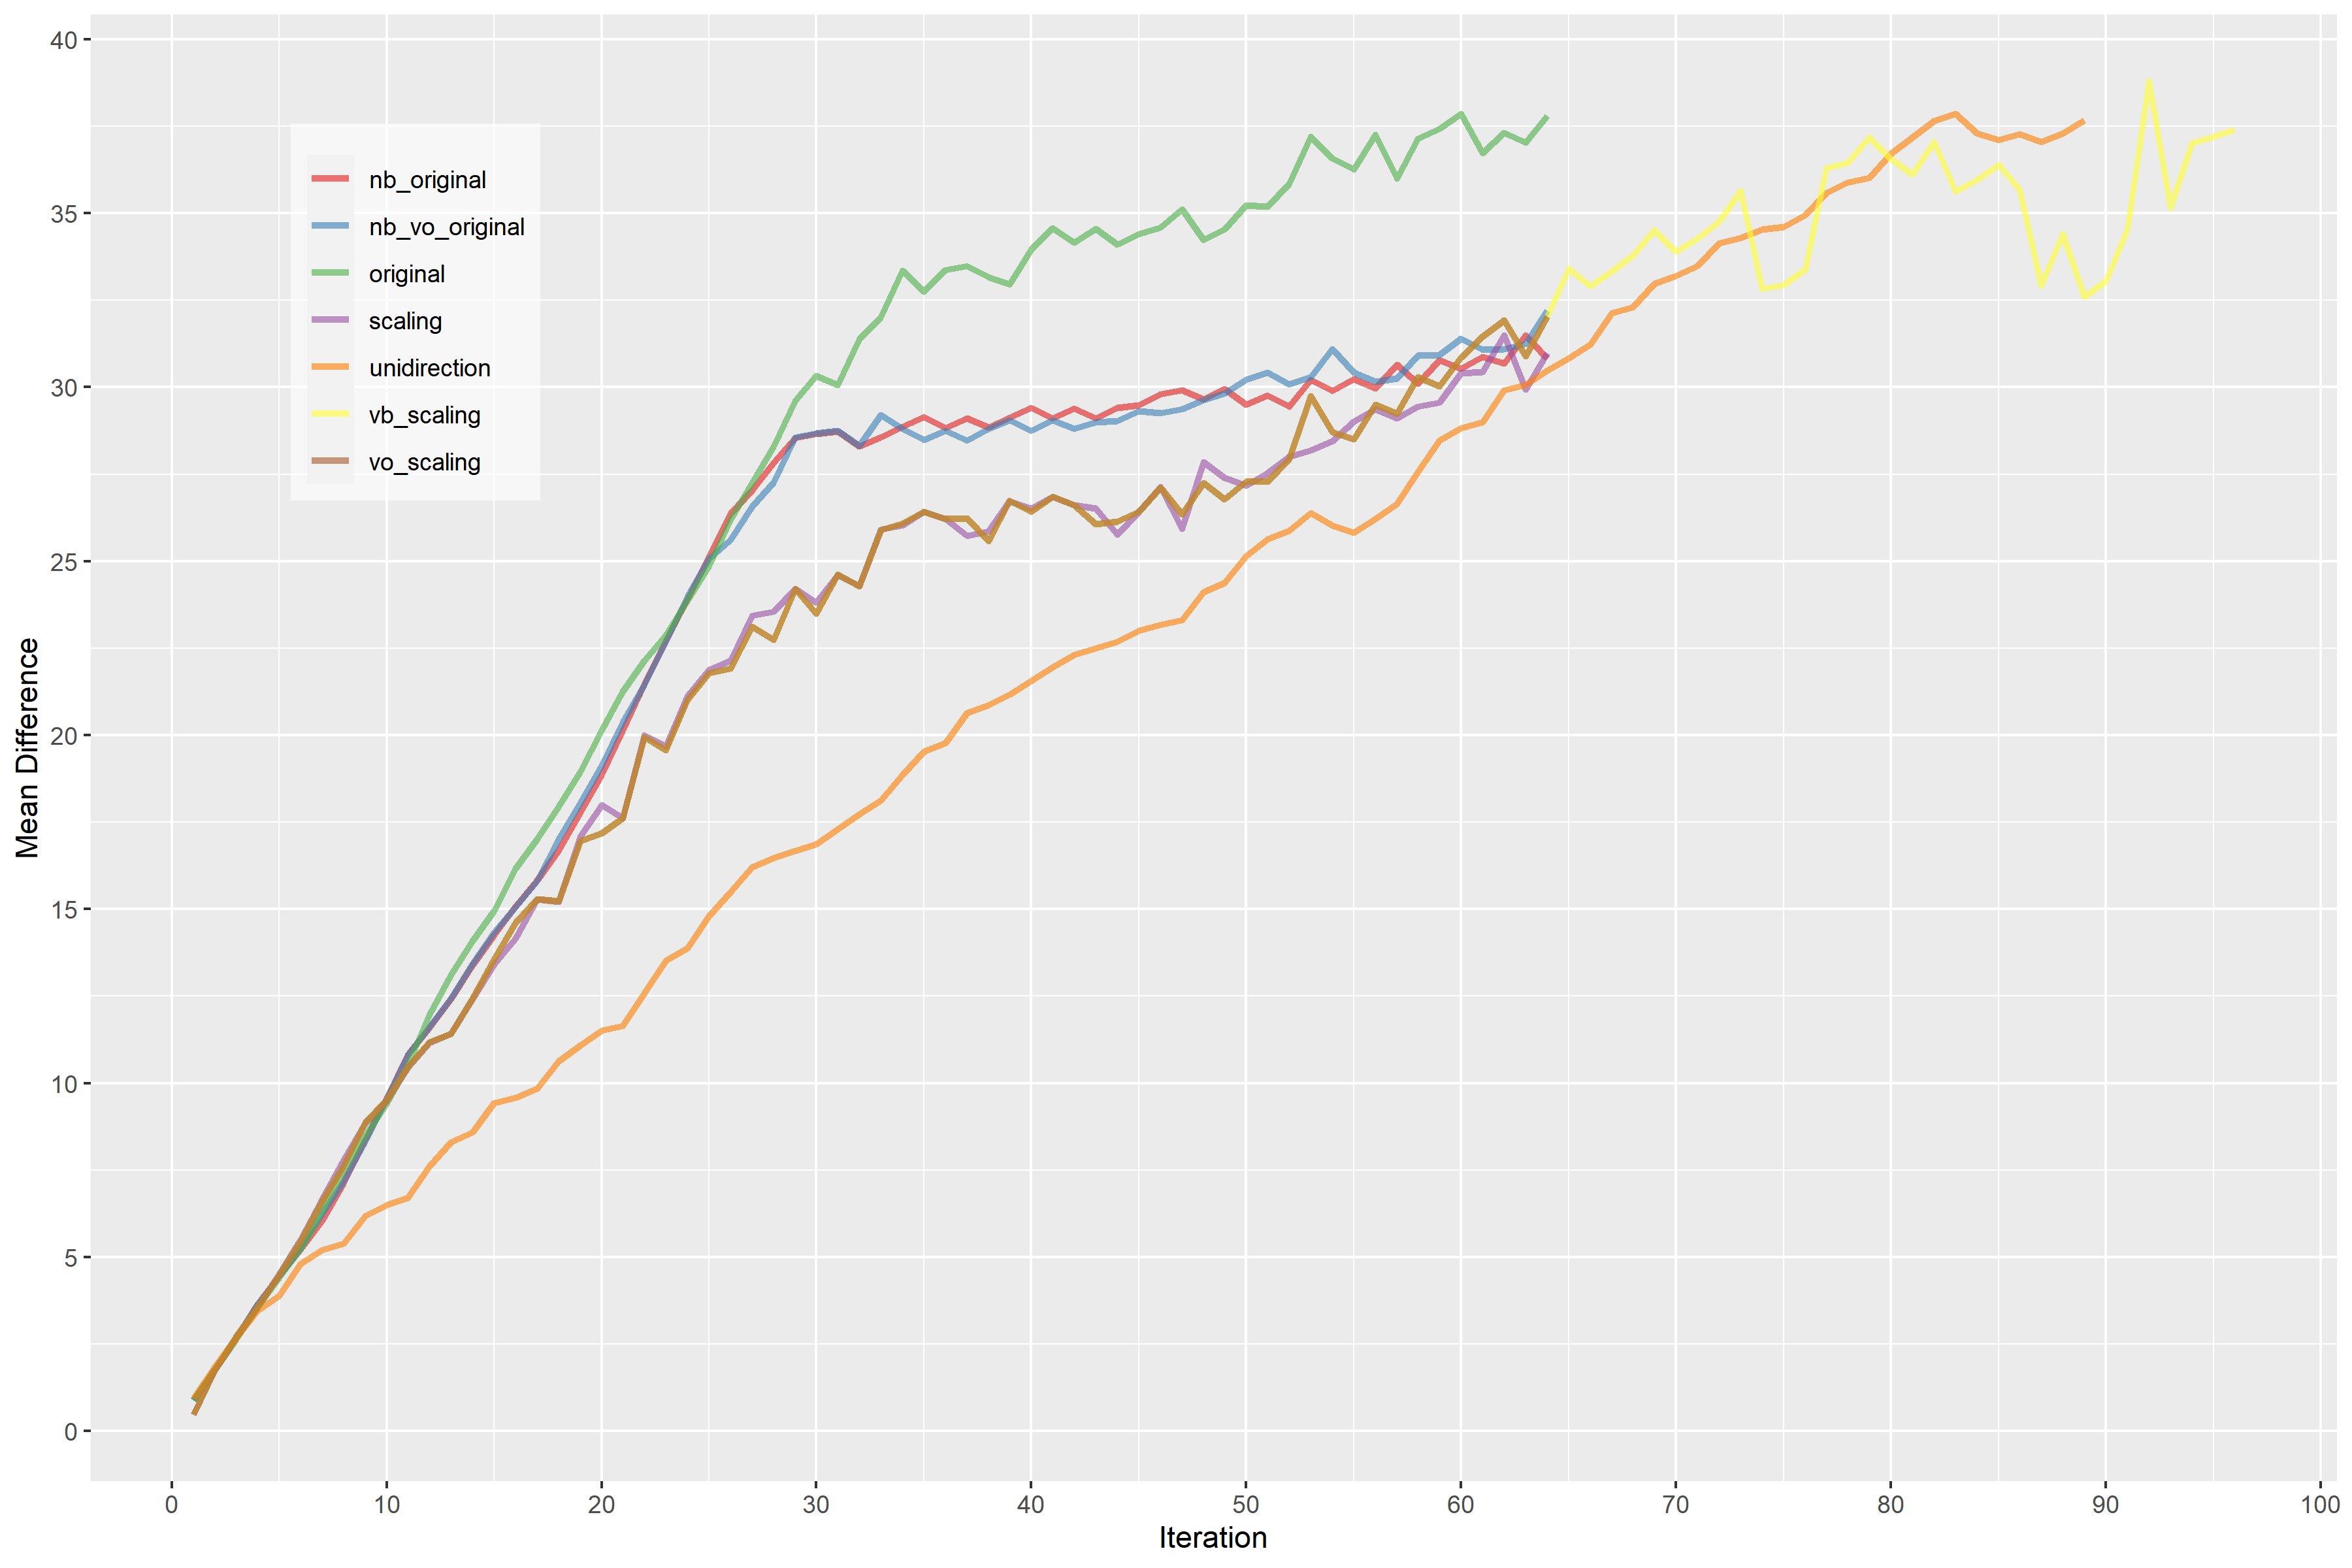 40
35
30
25
20
15
10
5
0
Mean Difference
nb_original
nb_vo_original
original
scaling
unidirection
vb_scaling
vo_scaling
0 10 20 30 40 50 60 70 80 90 100
Iteration